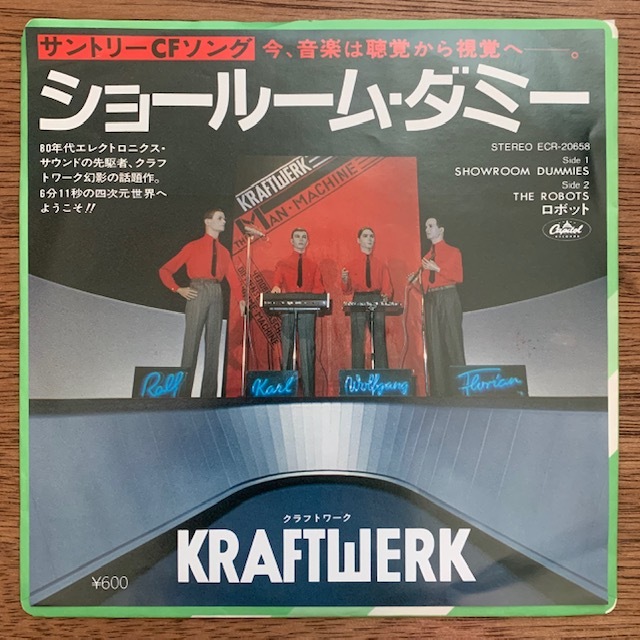 サントリーCFソング 今、音楽は聴覚から視覚へ──。
ショールーム・ダミー
80年代エレクトロニクス・
サウンドの先駆者、クラフ
トワーク幻影の話題作。
6分11秒の四次元世界へ
ようこそ!!
STEREO ECR-20658
Side 1
SHOWROOM DUMMIES
Side 2
THE ROBOTS
ロボット
Capitol
RECORDS
KRAFTWERK
THE MAN·MACHINE
Ralf
Karl
Wolfgang
Florian
クラフトワーク
KRAFTWERK
¥600